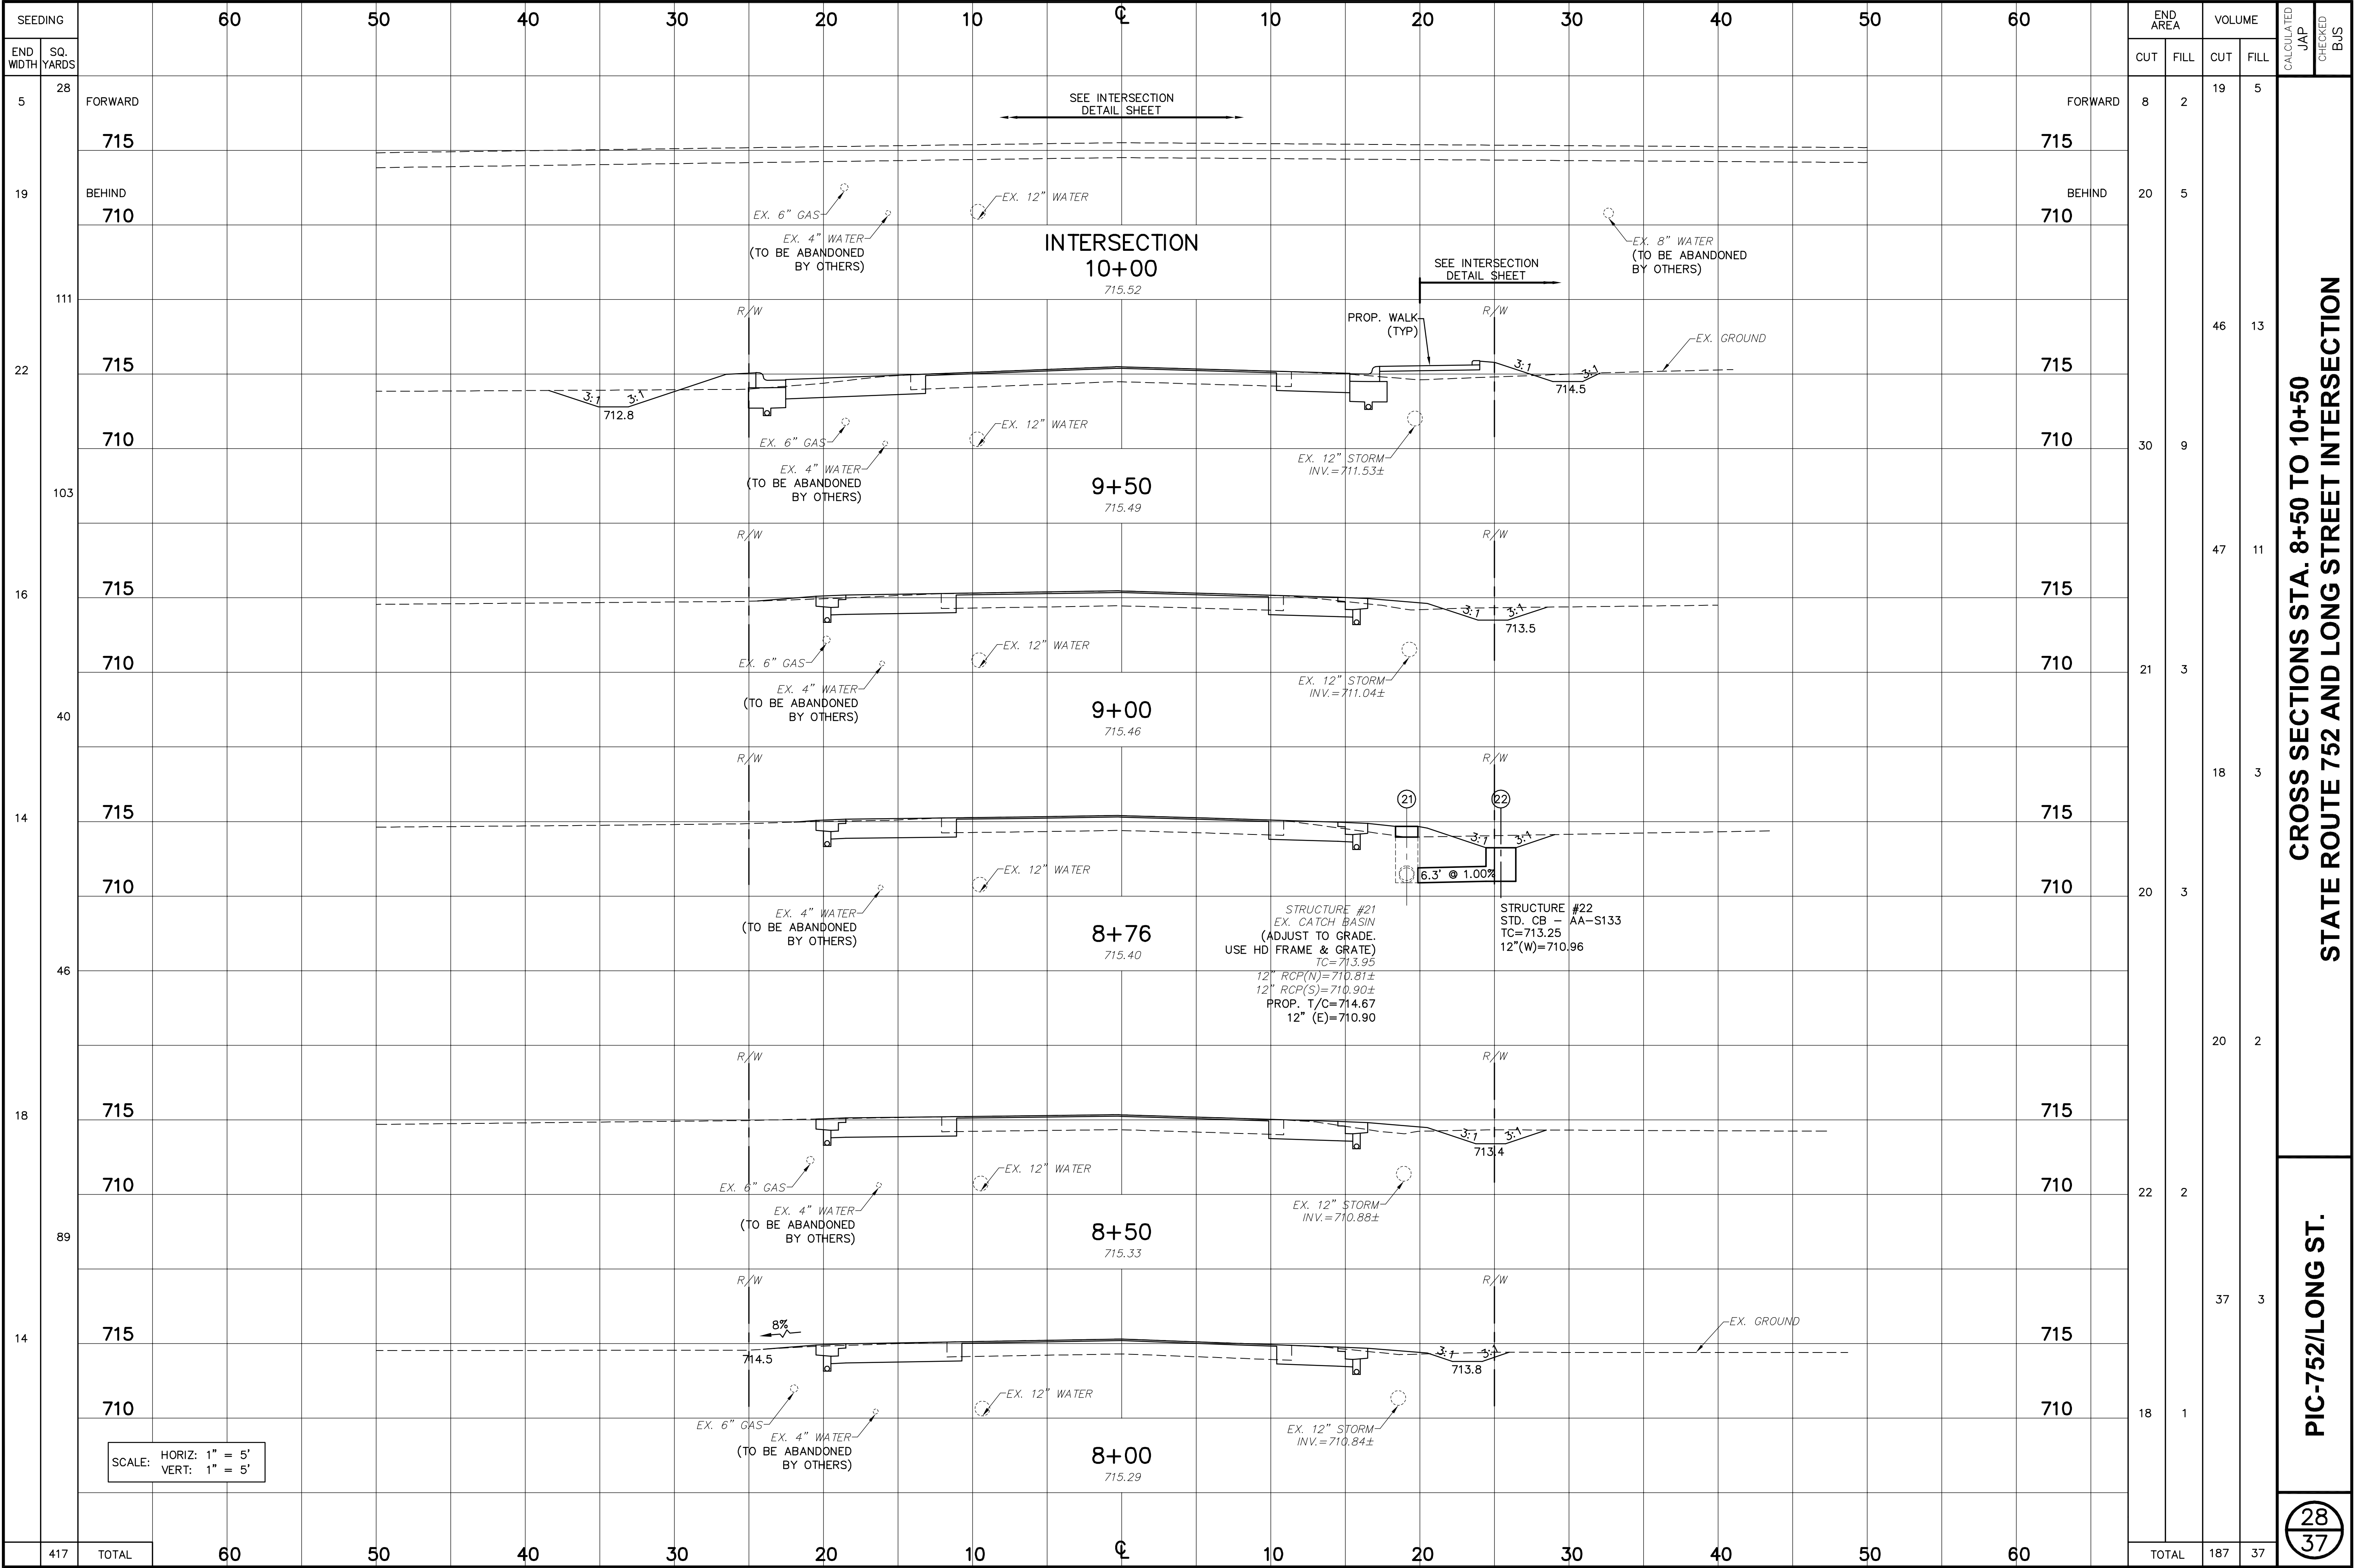 SEEDING
END WIDTH
SQ. YARDS
60 50 40 30 20 10 ℄ 10 20 30 40 50 60
END AREA
VOLUME
CUT FILL CUT FILL
CALCULATED
JAP
CHECKED
BJS
28
19 5
5
FORWARD
SEE INTERSECTION
DETAIL SHEET
FORWARD
8 2
715
715
19
BEHIND
BEHIND
20 5
710
710
EX. 6" GAS
EX. 12" WATER
EX. 4" WATER
(TO BE ABANDONED
BY OTHERS)
EX. 8" WATER
(TO BE ABANDONED
BY OTHERS)
INTERSECTION
10+00
715.52
SEE INTERSECTION
DETAIL SHEET
111
R/W
R/W
PROP. WALK
(TYP)
46 13
EX. GROUND
22
715
715
3:1
3:1
712.8
3:1
3:1
714.5
710
710
30 9
EX. 6" GAS
EX. 12" WATER
EX. 4" WATER
(TO BE ABANDONED
BY OTHERS)
EX. 12" STORM
INV.=711.53±
103
9+50
715.49
R/W
R/W
47 11
16
715
715
3:1
3:1
713.5
710
710
21 3
EX. 6" GAS
EX. 12" WATER
EX. 4" WATER
(TO BE ABANDONED
BY OTHERS)
EX. 12" STORM
INV.=711.04±
40
9+00
715.46
R/W
R/W
18 3
14
715
715
21
22
3:1
3:1
6.3' @ 1.00%
710
710
20 3
EX. 12" WATER
EX. 4" WATER
(TO BE ABANDONED
BY OTHERS)
8+76
715.40
STRUCTURE #21
EX. CATCH BASIN
(ADJUST TO GRADE.
USE HD FRAME & GRATE)
TC=713.95
12" RCP(N)=710.81±
12" RCP(S)=710.90±
PROP. T/C=714.67
12" (E)=710.90
STRUCTURE #22
STD. CB – AA–S133
TC=713.25
12"(W)=710.96
46
R/W
R/W
20 2
18
715
715
3:1
3:1
713.4
710
710
22 2
EX. 6" GAS
EX. 12" WATER
EX. 4" WATER
(TO BE ABANDONED
BY OTHERS)
EX. 12" STORM
INV.=710.88±
89
8+50
715.33
R/W
R/W
37 3
14
715
715
8%
714.5
3:1
3:1
713.8
EX. GROUND
710
710
18 1
EX. 6" GAS
EX. 12" WATER
EX. 4" WATER
(TO BE ABANDONED
BY OTHERS)
EX. 12" STORM
INV.=710.84±
8+00
715.29
SCALE:
HORIZ: 1" = 5'
VERT: 1" = 5'
417 TOTAL
60 50 40 30 20 10 ℄ 10 20 30 40 50 60
TOTAL 187 37
CROSS SECTIONS STA. 8+50 TO 10+50
STATE ROUTE 752 AND LONG STREET INTERSECTION
PIC-752/LONG ST.
28
37